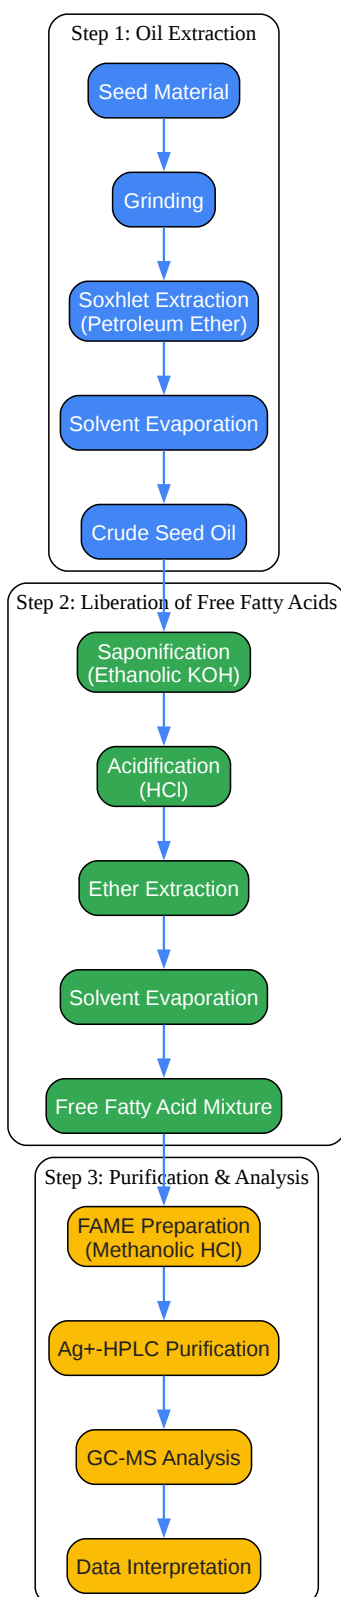 Step 1: Oil Extraction
Seed Material
Grinding
Soxhlet Extraction
(Petroleum Ether)
Solvent Evaporation
Crude Seed Oil
Step 2: Liberation of Free Fatty Acids
Saponification
(Ethanolic KOH)
Acidification
(HCl)
Ether Extraction
Solvent Evaporation
Free Fatty Acid Mixture
Step 3: Purification & Analysis
FAME Preparation
(Methanolic HCl)
Ag+-HPLC Purification
GC-MS Analysis
Data Interpretation